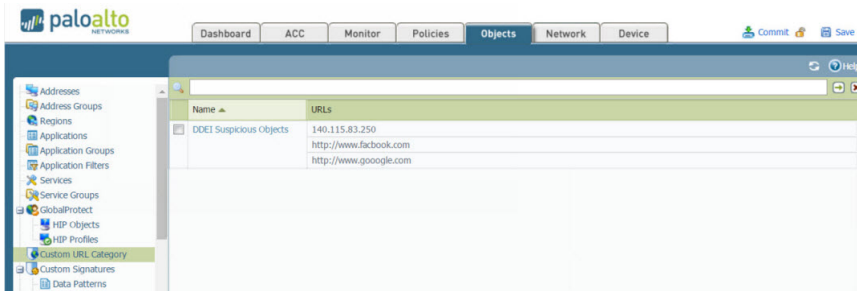 paloalto
NETWORKS
Dashboard ACC Monitor Policies Objects Network Device
Commit Save
Help
Addresses
Address Groups
Regions
Applications
Application Groups
Application Filters
Services
Service Groups
GlobalProtect
HIP Objects
HIP Profiles
Custom URL Category
Custom Signatures
Data Patterns
Name URLs
DDEI Suspicious Objects 140.115.83.250
http://www.facbook.com
http://www.gooogle.com